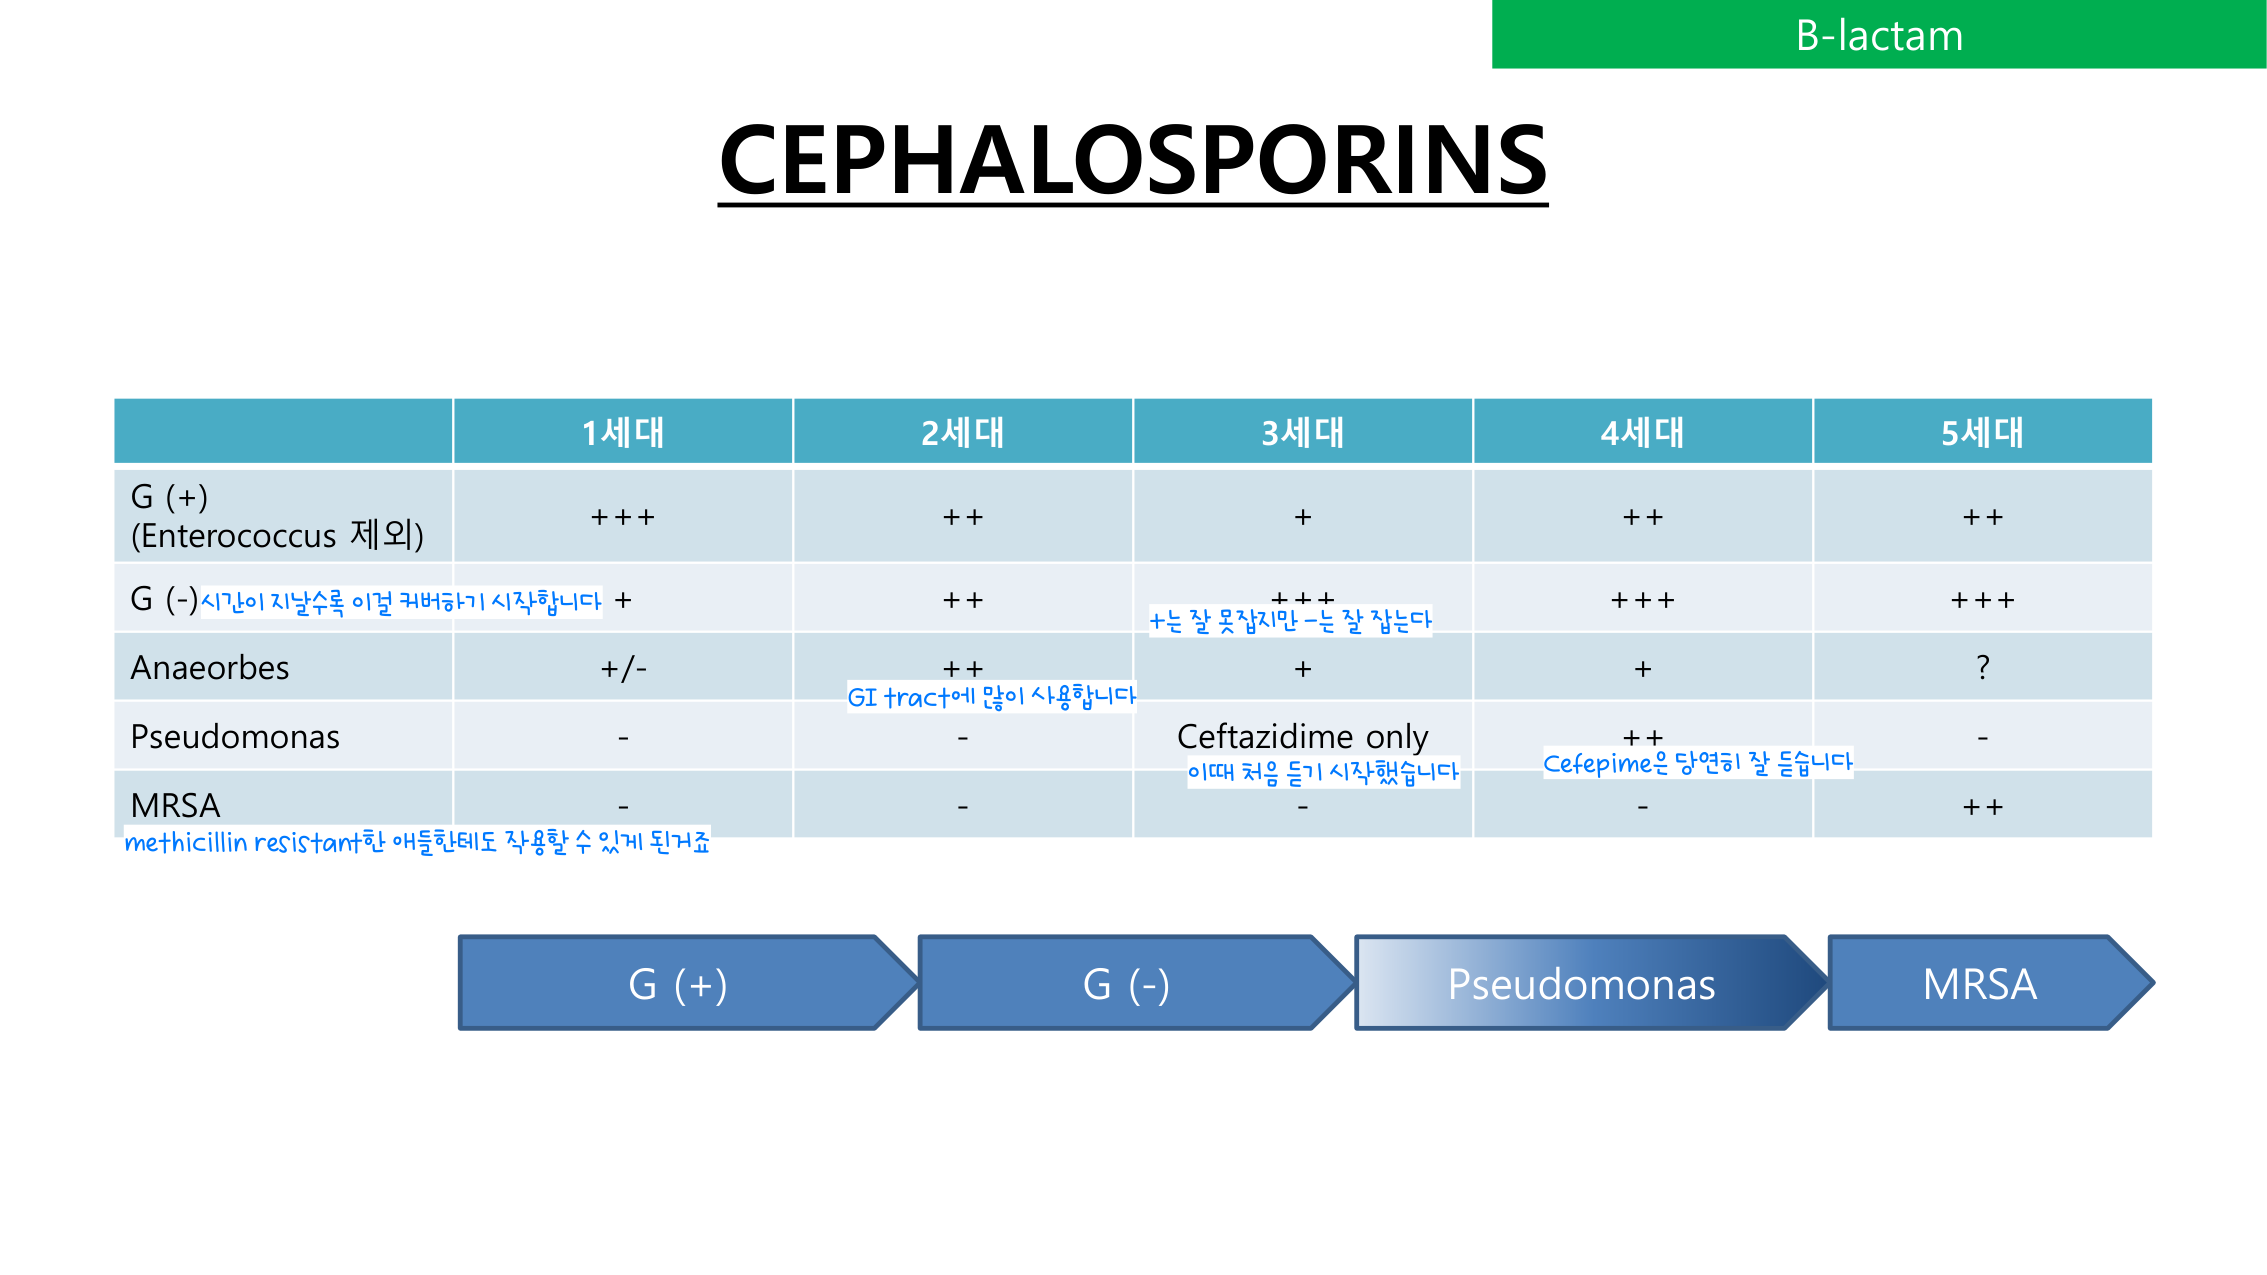 B-lactam
CEPHALOSPORINS
1세대 2세대 3세대 4세대 5세대
G (+)
(Enterococcus 제외) +++ ++ + ++ ++
G (-) 시간이 지날수록 이걸 커버하기 시작합니다 + ++ +++ +++ +++
+는 잘 못잡지만 -는 잘 잡는다
Anaeorbes +/- ++ + + ?
GI tract에 많이 사용합니다
Pseudomonas - - Ceftazidime only ++ -
이때 처음 듣기 시작했습니다 Cefepime은 당연히 잘 듣습니다
MRSA - - - - ++
methicillin resistant한 애들한테도 작용할 수 있게 된거죠
G (+) G (-) Pseudomonas MRSA